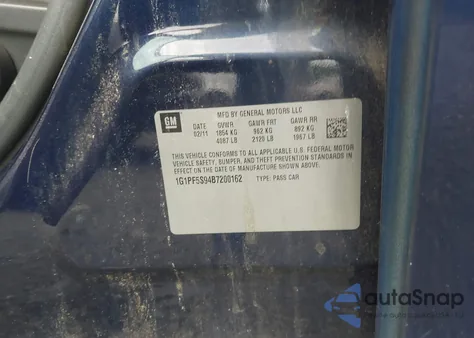 GM
MFD BY GENERAL MOTORS LLC
DATE GVWR GAWR FRT GAWR RR
02/11 1854 KG 962 KG 892 KG
4087 LB 2120 LB 1967 LB
THIS VEHICLE CONFORMS TO ALL APPLICABLE U.S. FEDERAL MOTOR
VEHICLE SAFETY, BUMPER, AND THEFT PREVENTION STANDARDS IN
EFFECT ON THE DATE OF MANUFACTURE SHOWN ABOVE.
1G1PF5S94B7200162 TYPE: PASS CAR
autaSnap